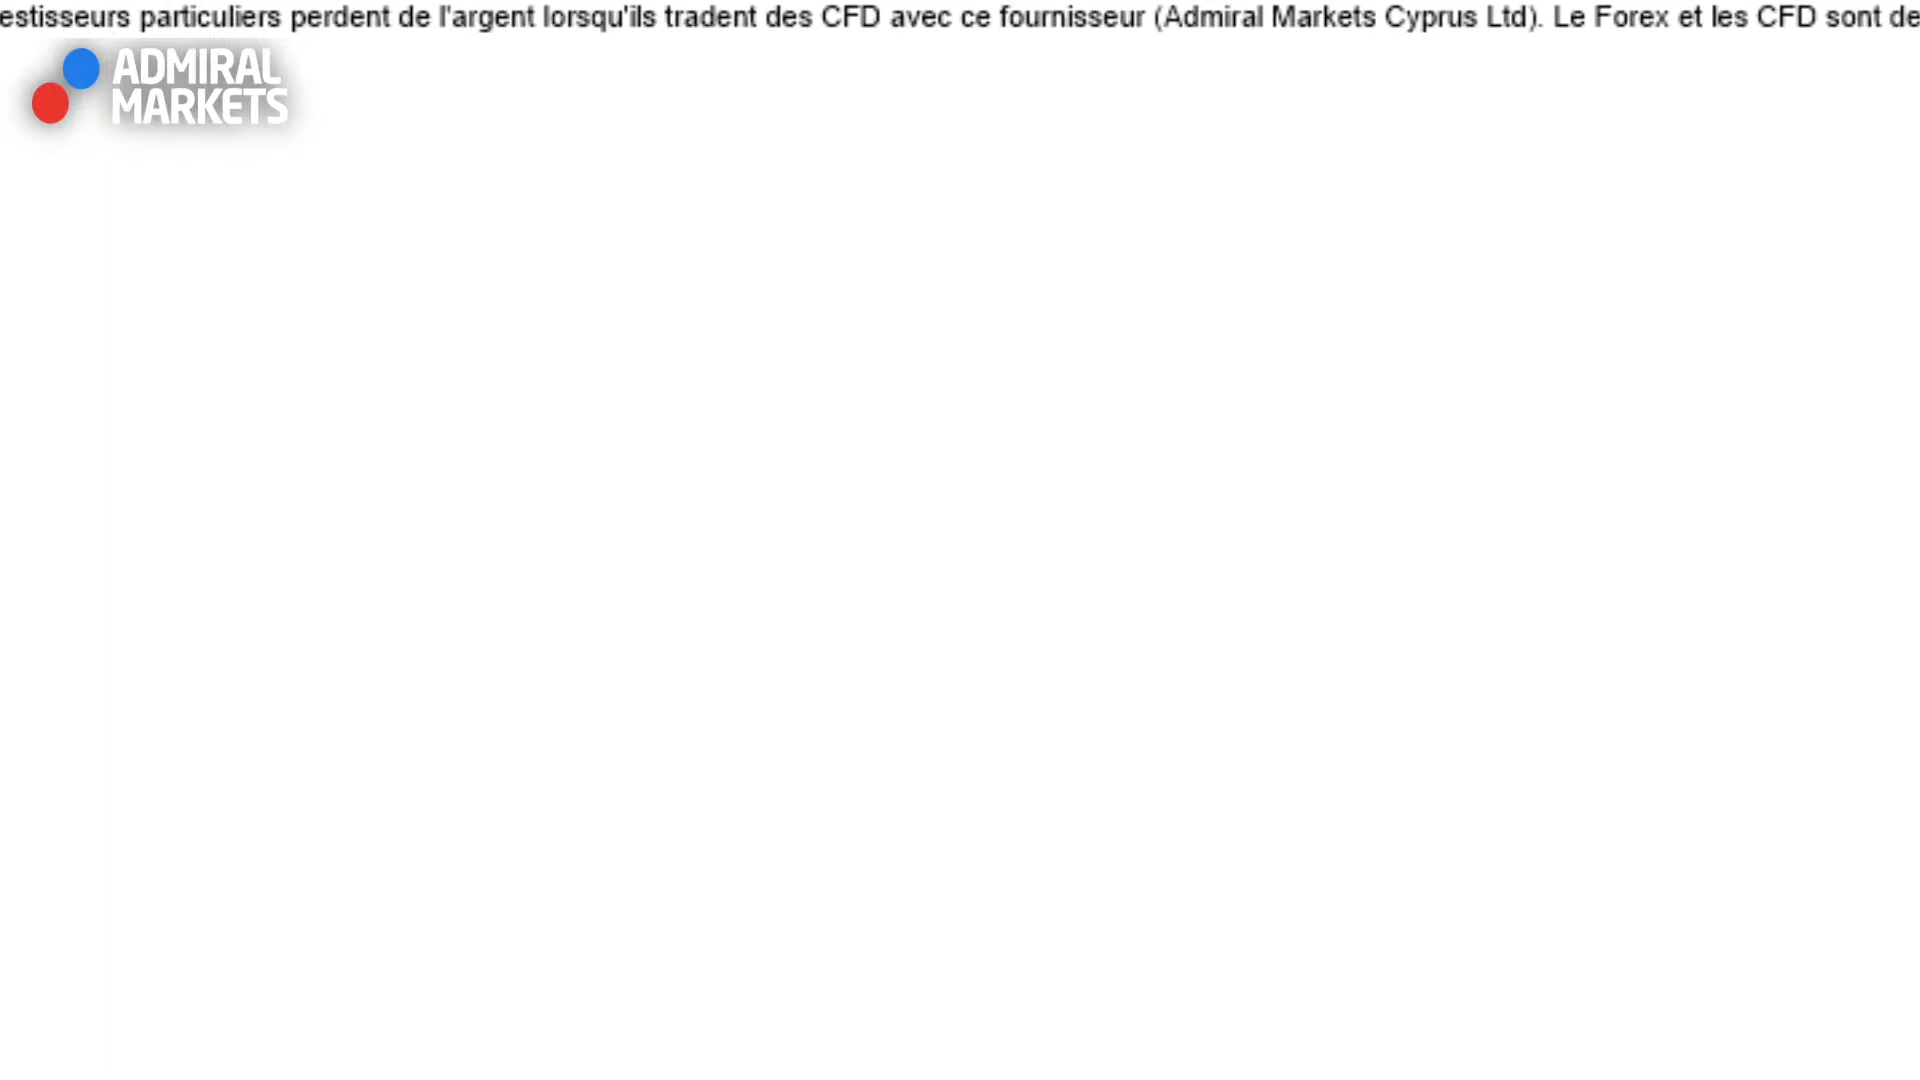 estisseurs particuliers perdent de l'argent lorsqu'ils tradent des CFD avec ce fournisseur (Admiral Markets Cyprus Ltd). Le Forex et les CFD sont de
ADMIRAL
MARKETS